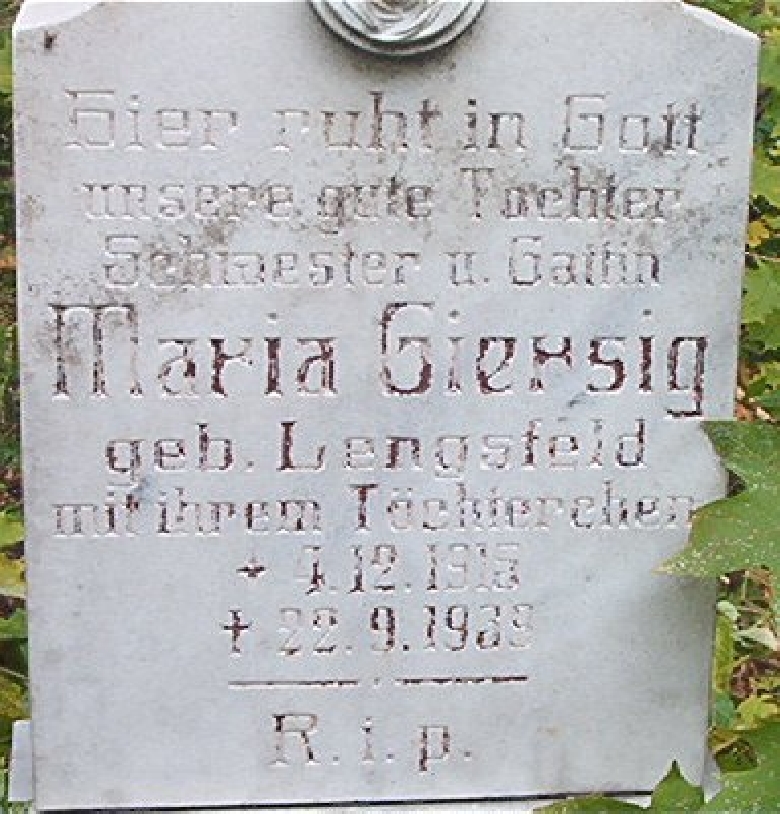 Hier ruht in Gott
unsere gute Tochter
Schwester u. Gattin
Maria Giersig
geb. Lengsfeld
mit ihrem Töchterchen
* 4.12.1915
† 22.9.1939
R. i. p.